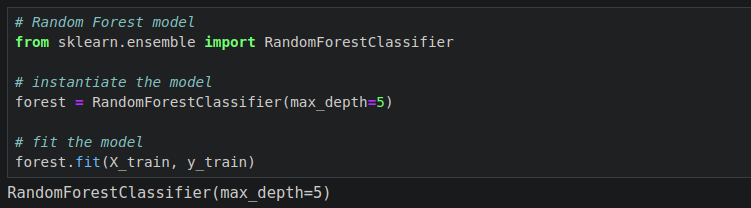 # Random Forest model
from sklearn.ensemble import RandomForestClassifier
# instantiate the model
forest = RandomForestClassifier(max_depth=5)
# fit the model
forest.fit(X_train, y_train)
RandomForestClassifier(max_depth=5)